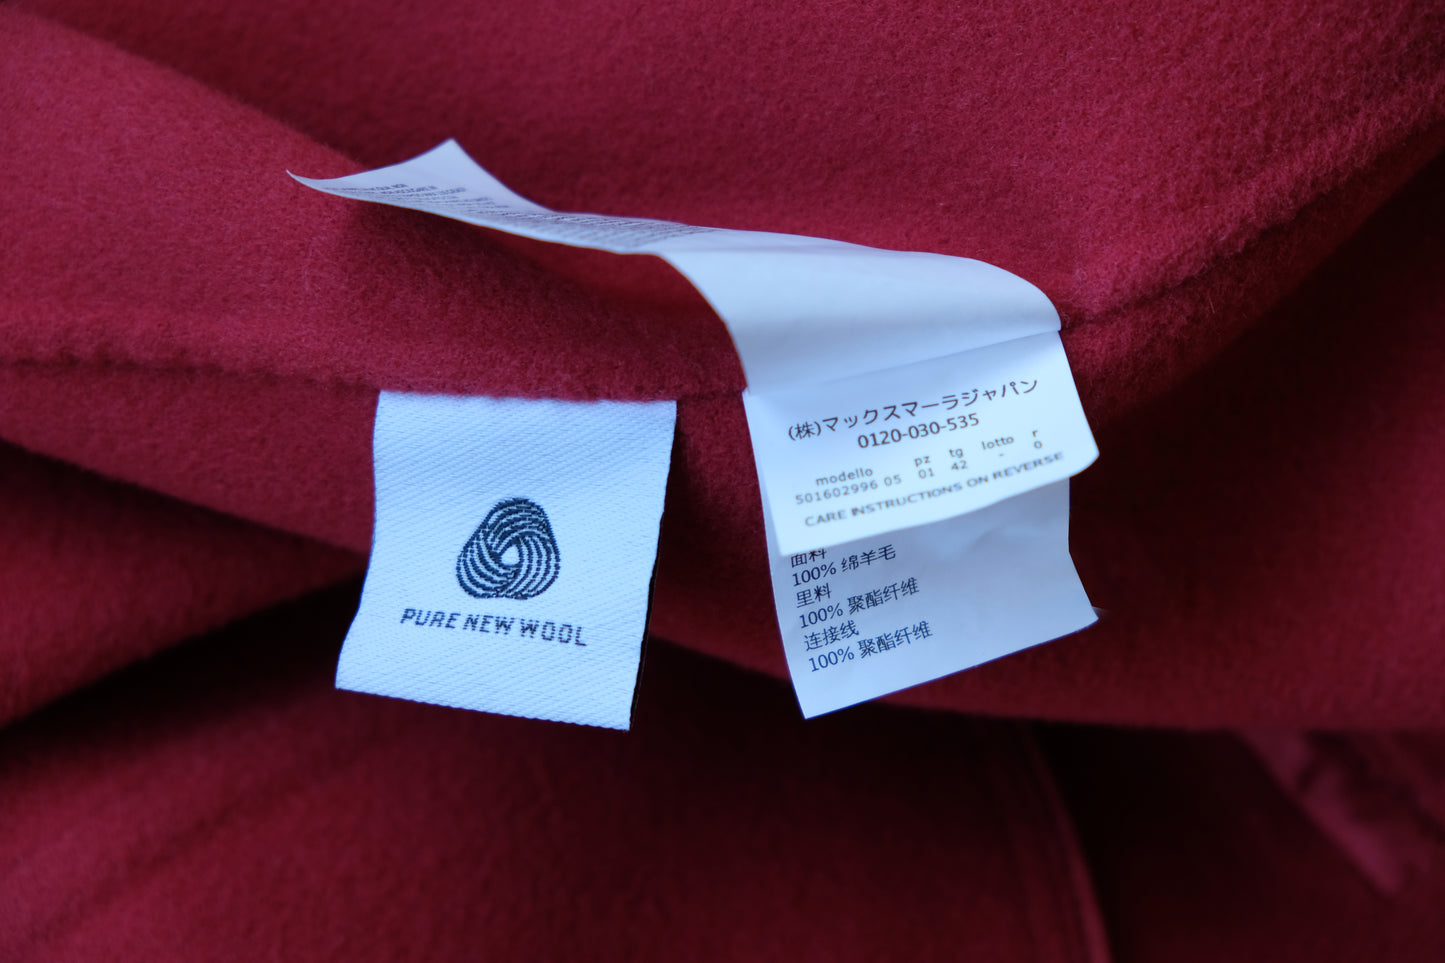 PURE NEW WOOL
(株)マックスマーラジャパン
0120-030-535
modello pz tg lotto r
501602996 05 01 42 - 0
CARE INSTRUCTIONS ON REVERSE
面料
100% 绵羊毛
里料
100% 聚酯纤维
连接线
100% 聚酯纤维